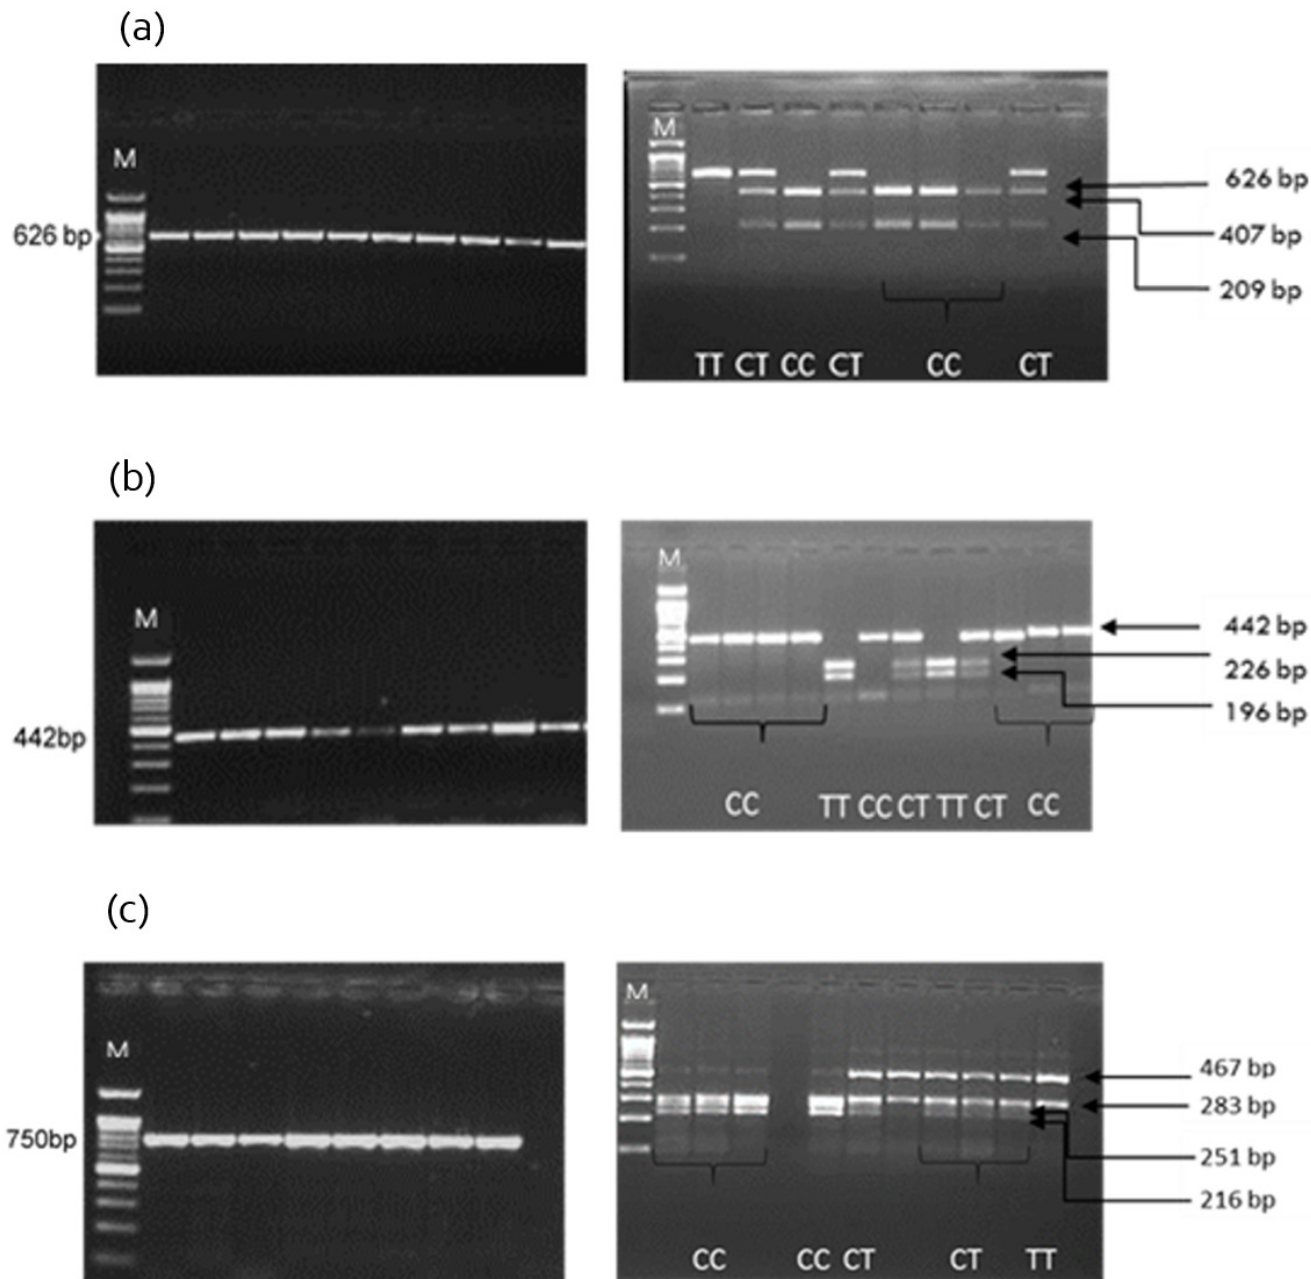 (a)
M
626 bp
M
626 bp
407 bp
209 bp
TT CT CC CT CC CT
(b)
M
442bp
M
442 bp
226 bp
196 bp
CC TT CC CT TT CT CC
(c)
M
750bp
M
467 bp
283 bp
251 bp
216 bp
CC CC CT CT TT